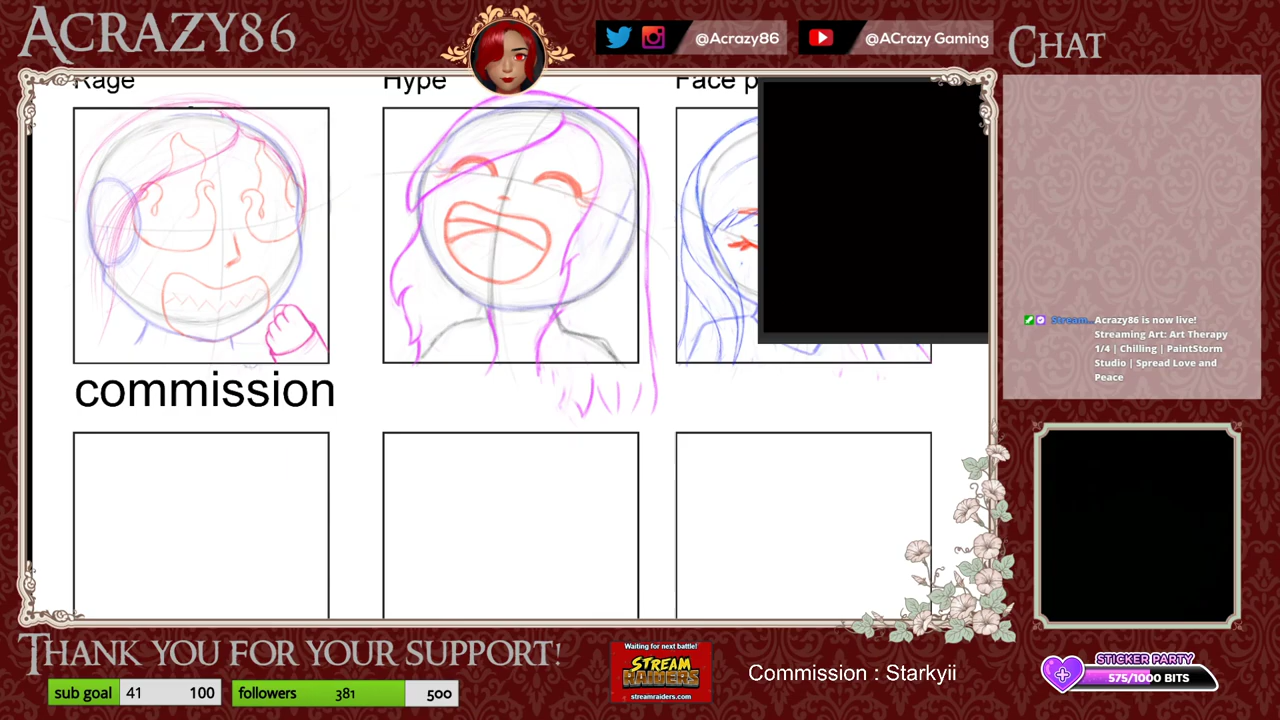 ACRAZY86
@Acrazy86
@ACrazy Gaming
CHAT
Rage
Hype
Face p
commission
Stream...Acrazy86 is now live!
Streaming Art: Art Therapy
1/4 | Chilling | PaintStorm
Studio | Spread Love and
Peace
THANK YOU FOR YOUR SUPPORT!
sub goal 41 100
followers 381 500
Waiting for next battle!
STREAM
RAIDERS
streamraiders.com
Commission : Starkyii
STICKER PARTY
575/1000 BITS